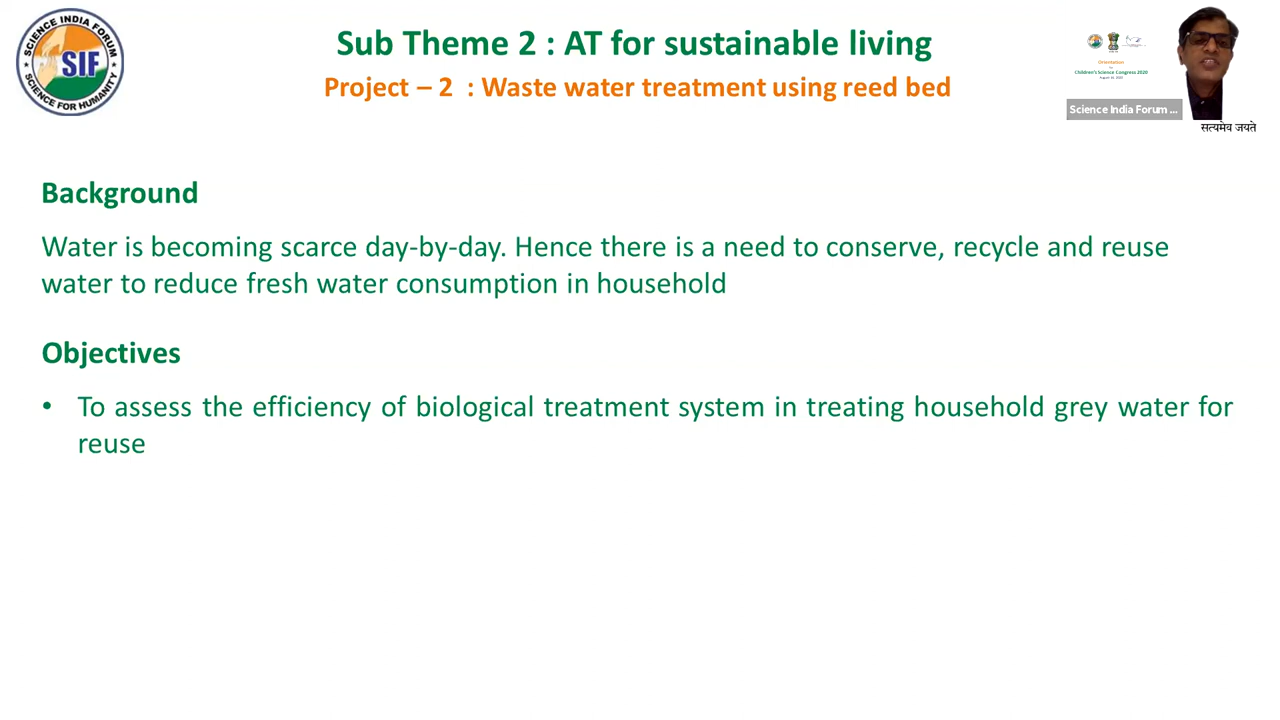 SCIENCE INDIA FORUM
SIF
SCIENCE FOR HUMANITY
Sub Theme 2 : AT for sustainable living
Project – 2 : Waste water treatment using reed bed
Orientation
Children's Science Congress 2020
Science India Forum ...
सत्यमेव जयते
Background
Water is becoming scarce day-by-day. Hence there is a need to conserve, recycle and reuse
water to reduce fresh water consumption in household
Objectives
• To assess the efficiency of biological treatment system in treating household grey water for
reuse